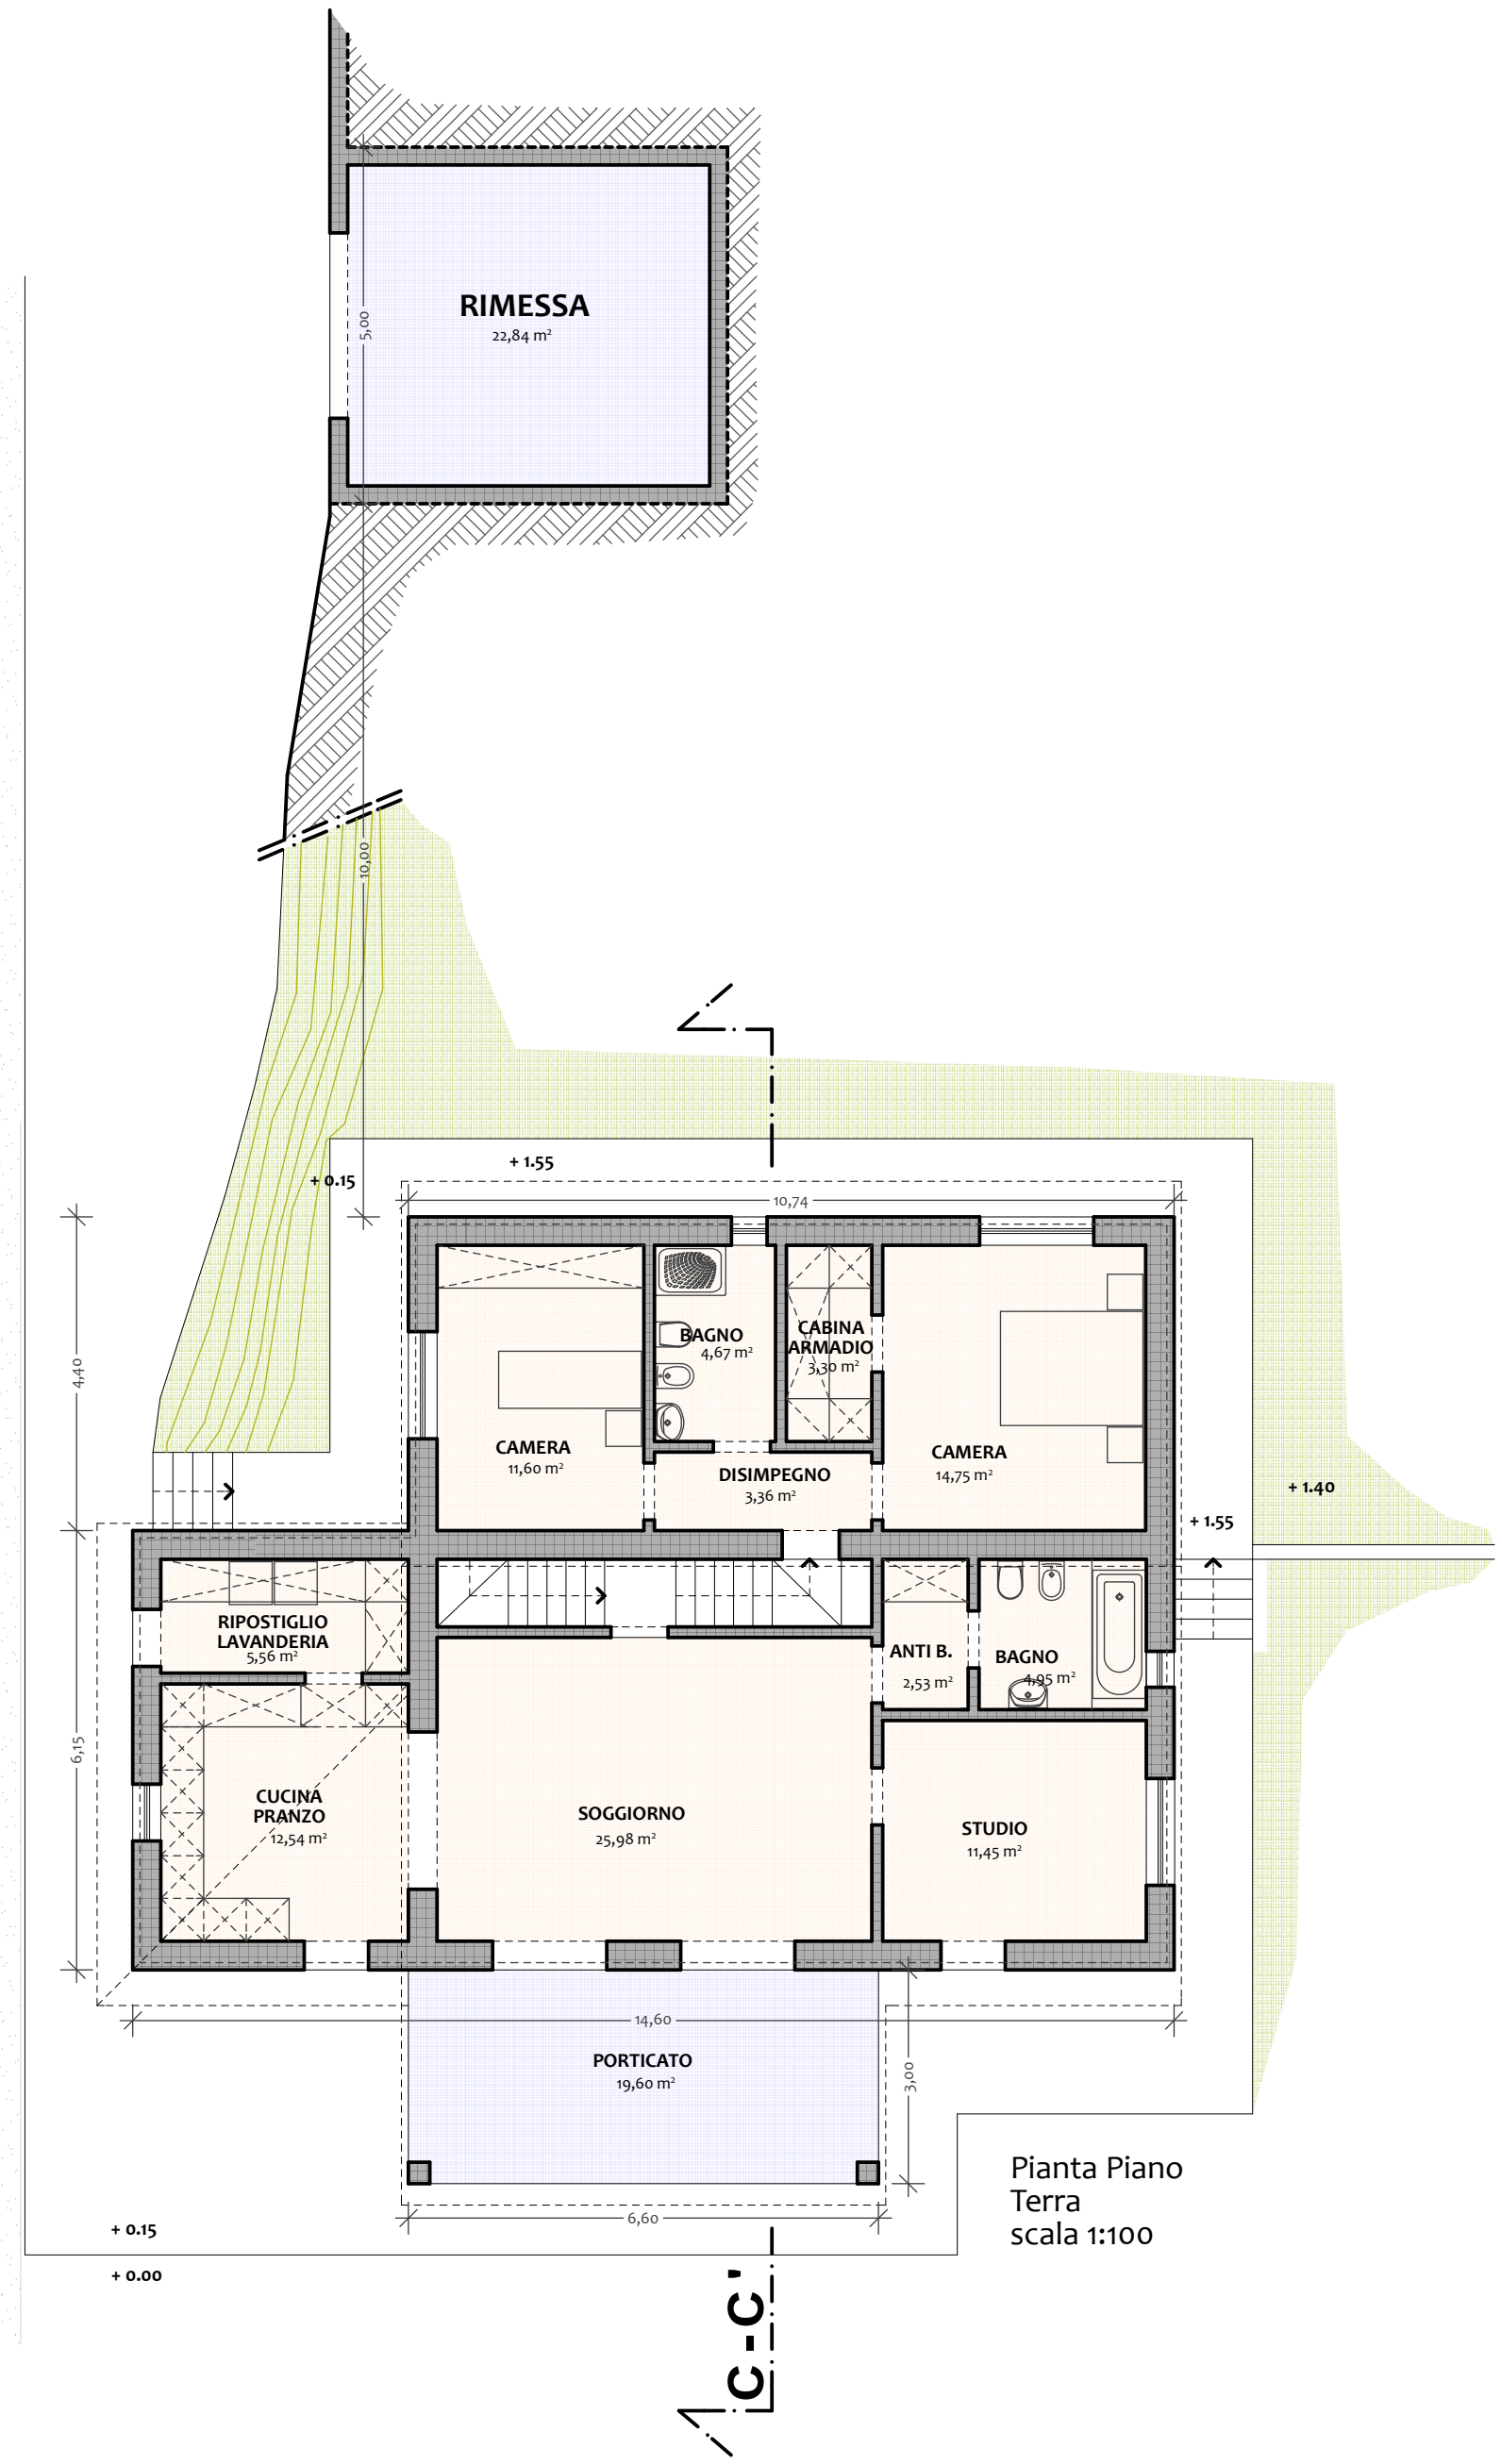 RIMESSA
22,84 m²
5,00
10,00
+ 1.55
+ 0.15
10,74
4,40
BAGNO
4,67 m²
CABINA
ARMADIO
3,30 m²
CAMERA
11,60 m²
CAMERA
14,75 m²
DISIMPEGNO
3,36 m²
+ 1.40
+ 1.55
RIPOSTIGLIO
LAVANDERIA
5,56 m²
ANTI B.
2,53 m²
BAGNO
4,95 m²
6,15
CUCINA
PRANZO
12,54 m²
SOGGIORNO
25,98 m²
STUDIO
11,45 m²
14,60
PORTICATO
19,60 m²
3,00
6,60
Pianta Piano
Terra
scala 1:100
+ 0.15
+ 0.00
C-C'